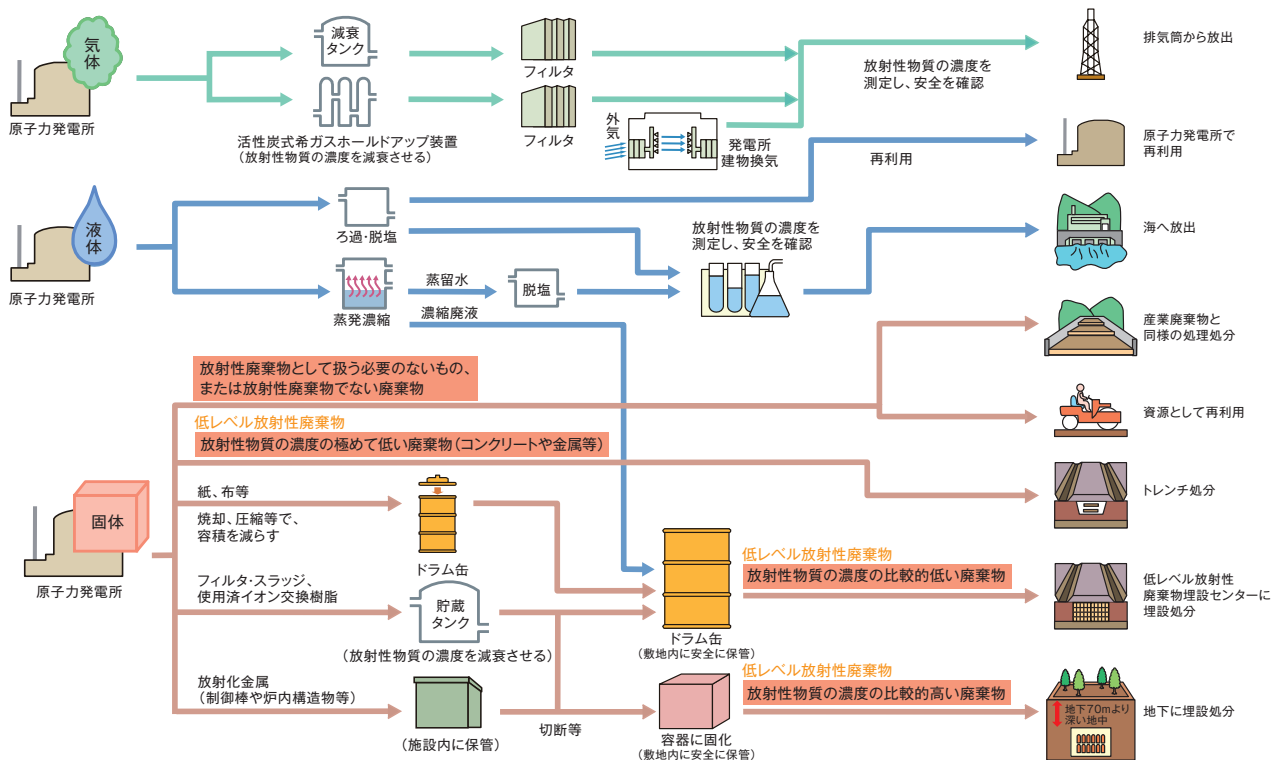 気体
原子力発電所
減衰
タンク
フィルタ
活性炭式希ガスホールドアップ装置
(放射性物質の濃度を減衰させる)
フィルタ
外気
発電所
建物換気
放射性物質の濃度を
測定し、安全を確認
排気筒から放出
再利用
原子力発電所で
再利用
液体
原子力発電所
ろ過・脱塩
蒸発濃縮
蒸留水
濃縮廃液
脱塩
放射性物質の濃度を
測定し、安全を確認
海へ放出
産業廃棄物と
同様の処理処分
放射性廃棄物として扱う必要のないもの、
または放射性廃棄物でない廃棄物
資源として再利用
低レベル放射性廃棄物
放射性物質の濃度の極めて低い廃棄物(コンクリートや金属等)
トレンチ処分
固体
原子力発電所
紙、布等
焼却、圧縮等で、
容積を減らす
ドラム缶
フィルタ・スラッジ、
使用済イオン交換樹脂
貯蔵
タンク
(放射性物質の濃度を減衰させる)
ドラム缶
(敷地内に安全に保管)
低レベル放射性廃棄物
放射性物質の濃度の比較的低い廃棄物
低レベル放射性
廃棄物埋設センターに
埋設処分
放射化金属
(制御棒や炉内構造物等)
(施設内に保管)
切断等
容器に固化
(敷地内に安全に保管)
低レベル放射性廃棄物
放射性物質の濃度の比較的高い廃棄物
地下70mより
深い地中
地下に埋設処分